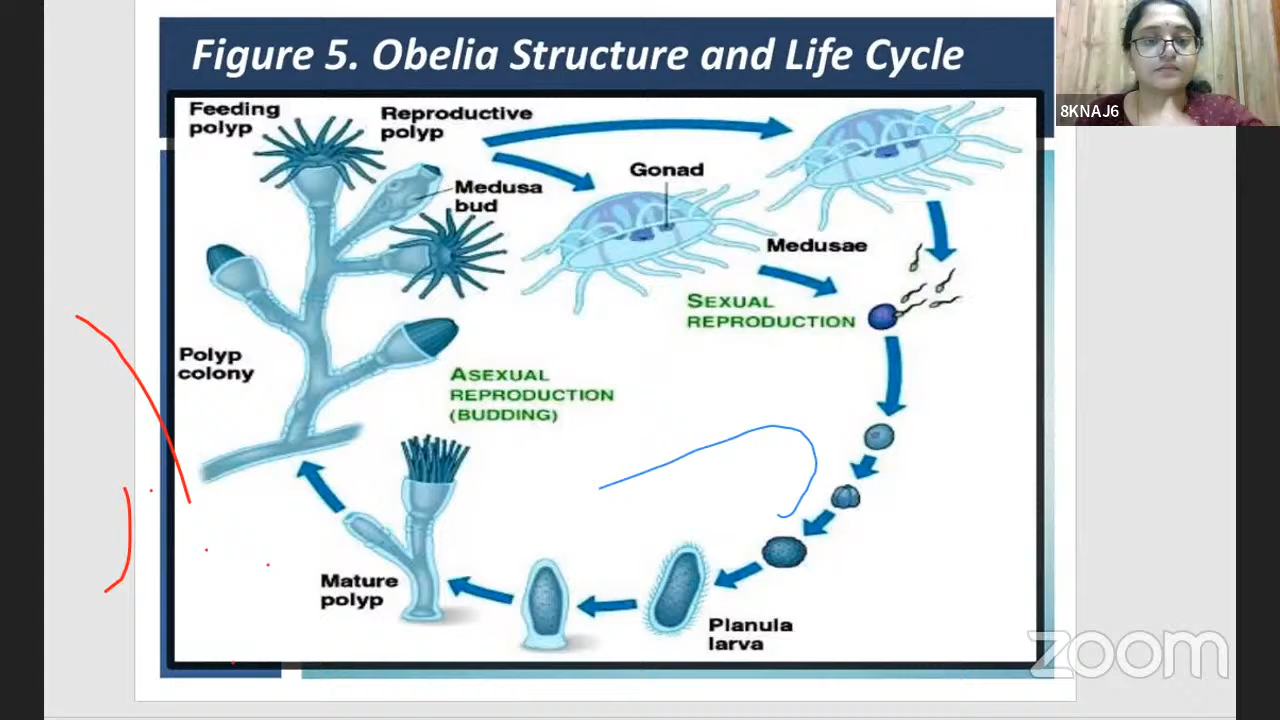 Figure 5. Obelia Structure and Life Cycle
8KNAJ6
Feeding
polyp
Reproductive
polyp
Medusa
bud
Gonad
Medusae
SEXUAL
REPRODUCTION
Polyp
colony
ASEXUAL
REPRODUCTION
(BUDDING)
Mature
polyp
Planula
larva
zoom